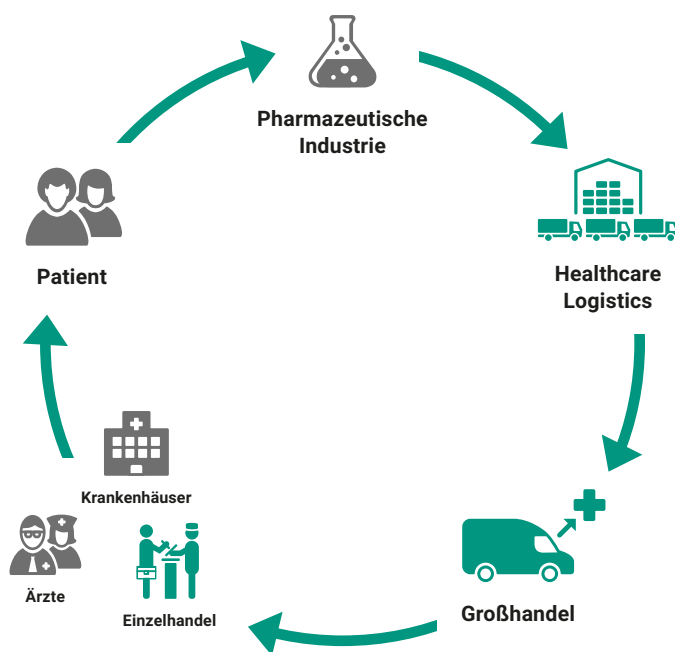 Pharmazeutische
Industrie
Healthcare
Logistics
Großhandel
Einzelhandel
Ärzte
Krankenhäuser
Patient